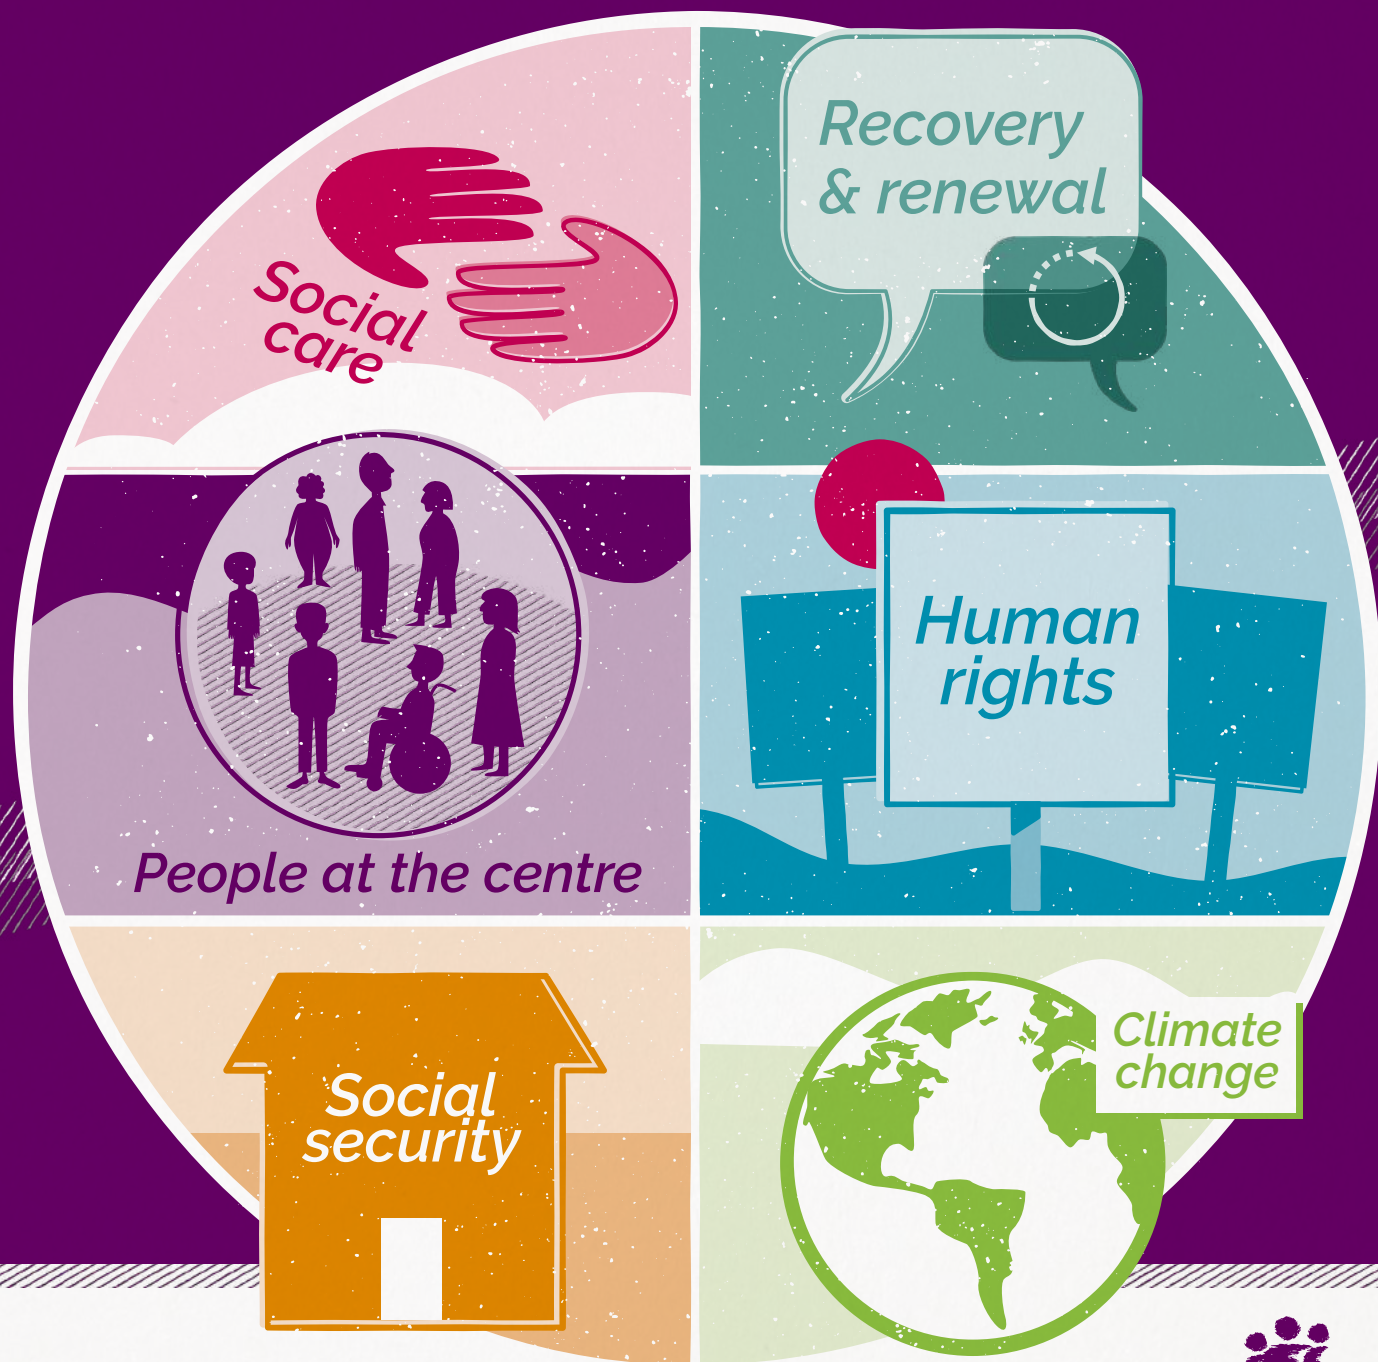 Social
care
Recovery
& renewal
People at the centre
Human
rights
Social
security
Climate
change